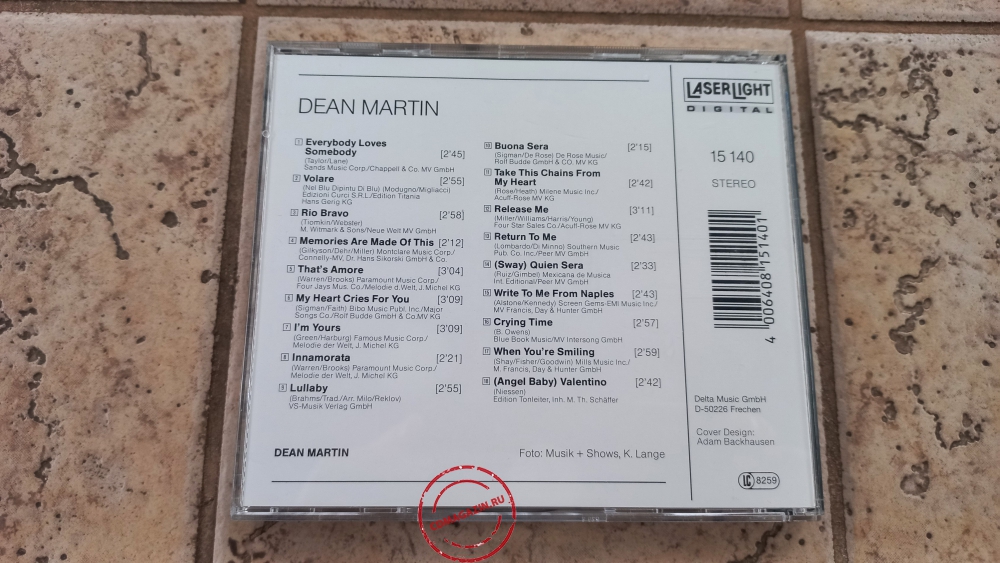 DEAN MARTIN
1 Everybody Loves
Somebody [2'45]
(Taylor/Lane)
Sands Music Corp./Chappell & Co. MV GmbH
2 Volare [2'55]
(Nel Blu Dipintu Di Blu) (Modugno/Migliacci)
Edizioni Curci S.R.L./Edition Titania
Hans Gerig KG
3 Rio Bravo [2'58]
(Tiomkin/Webster)
M. Witmark & Sons/Neue Welt MV GmbH
4 Memories Are Made Of This [2'12]
(Gilkyson/Dehr/Miller) Montclare Music Corp./
Connelly-MV, Dr. Hans Sikorski GmbH & Co.
5 That's Amore [3'04]
(Warren/Brooks) Paramount Music Corp./
Four Jays Mus. Co./Melodie d.Welt, J.Michel KG
6 My Heart Cries For You [3'09]
(Sigman/Faith) Bibo Music Publ. Inc./Major
Songs Co./Rolf Budde GmbH & Co.MV KG
7 I'm Yours [3'09]
(Green/Harburg) Famous Music Corp./
Melodie der Welt, J. Michel KG
8 Innamorata [2'21]
(Warren/Brooks) Paramount Music Corp./
Melodie der Welt, J. Michel KG
9 Lullaby [2'55]
(Brahms/Trad./Arr. Milo/Reklov)
VS-Musik Verlag GmbH
10 Buona Sera [2'15]
(Sigman/De Rose) De Rose Music/
Rolf Budde GmbH & CO. MV KG
11 Take This Chains From
My Heart [2'42]
(Rose/Heath) Milene Music Inc./
Acuff-Rose MV KG
12 Release Me [3'11]
(Miller/Williams/Harris/Young)
Four Star Sales Co./Acuff-Rose MV KG
13 Return To Me [2'43]
(Lombardo/Di Minno) Southern Music
Pub. Co. Inc./Peer MV GmbH
14 (Sway) Quien Sera [2'33]
(Ruiz/Gimbel) Mexicana de Musica
Int. Editional/Peer MV GmbH
15 Write To Me From Naples [2'43]
(Alstone/Kennedy) Screen Gems-EMI Music Inc./
MV Francis, Day & Hunter GmbH
16 Crying Time [2'57]
(B. Owens)
Blue Book Music/MV Intersong GmbH
17 When You're Smiling [2'59]
(Shay/Fisher/Goodwin) Mills Music Inc./
M. Francis, Day & Hunter GmbH
18 (Angel Baby) Valentino [2'42]
(Niessen)
Edition Tonleiter, Inh. M. Th. Schäffer
DEAN MARTIN
Foto: Musik + Shows, K. Lange
LASERLIGHT
DIGITAL
15 140
STEREO
4 006408 151401
Delta Music GmbH
D-50226 Frechen
Cover Design:
Adam Backhausen
LC 8259